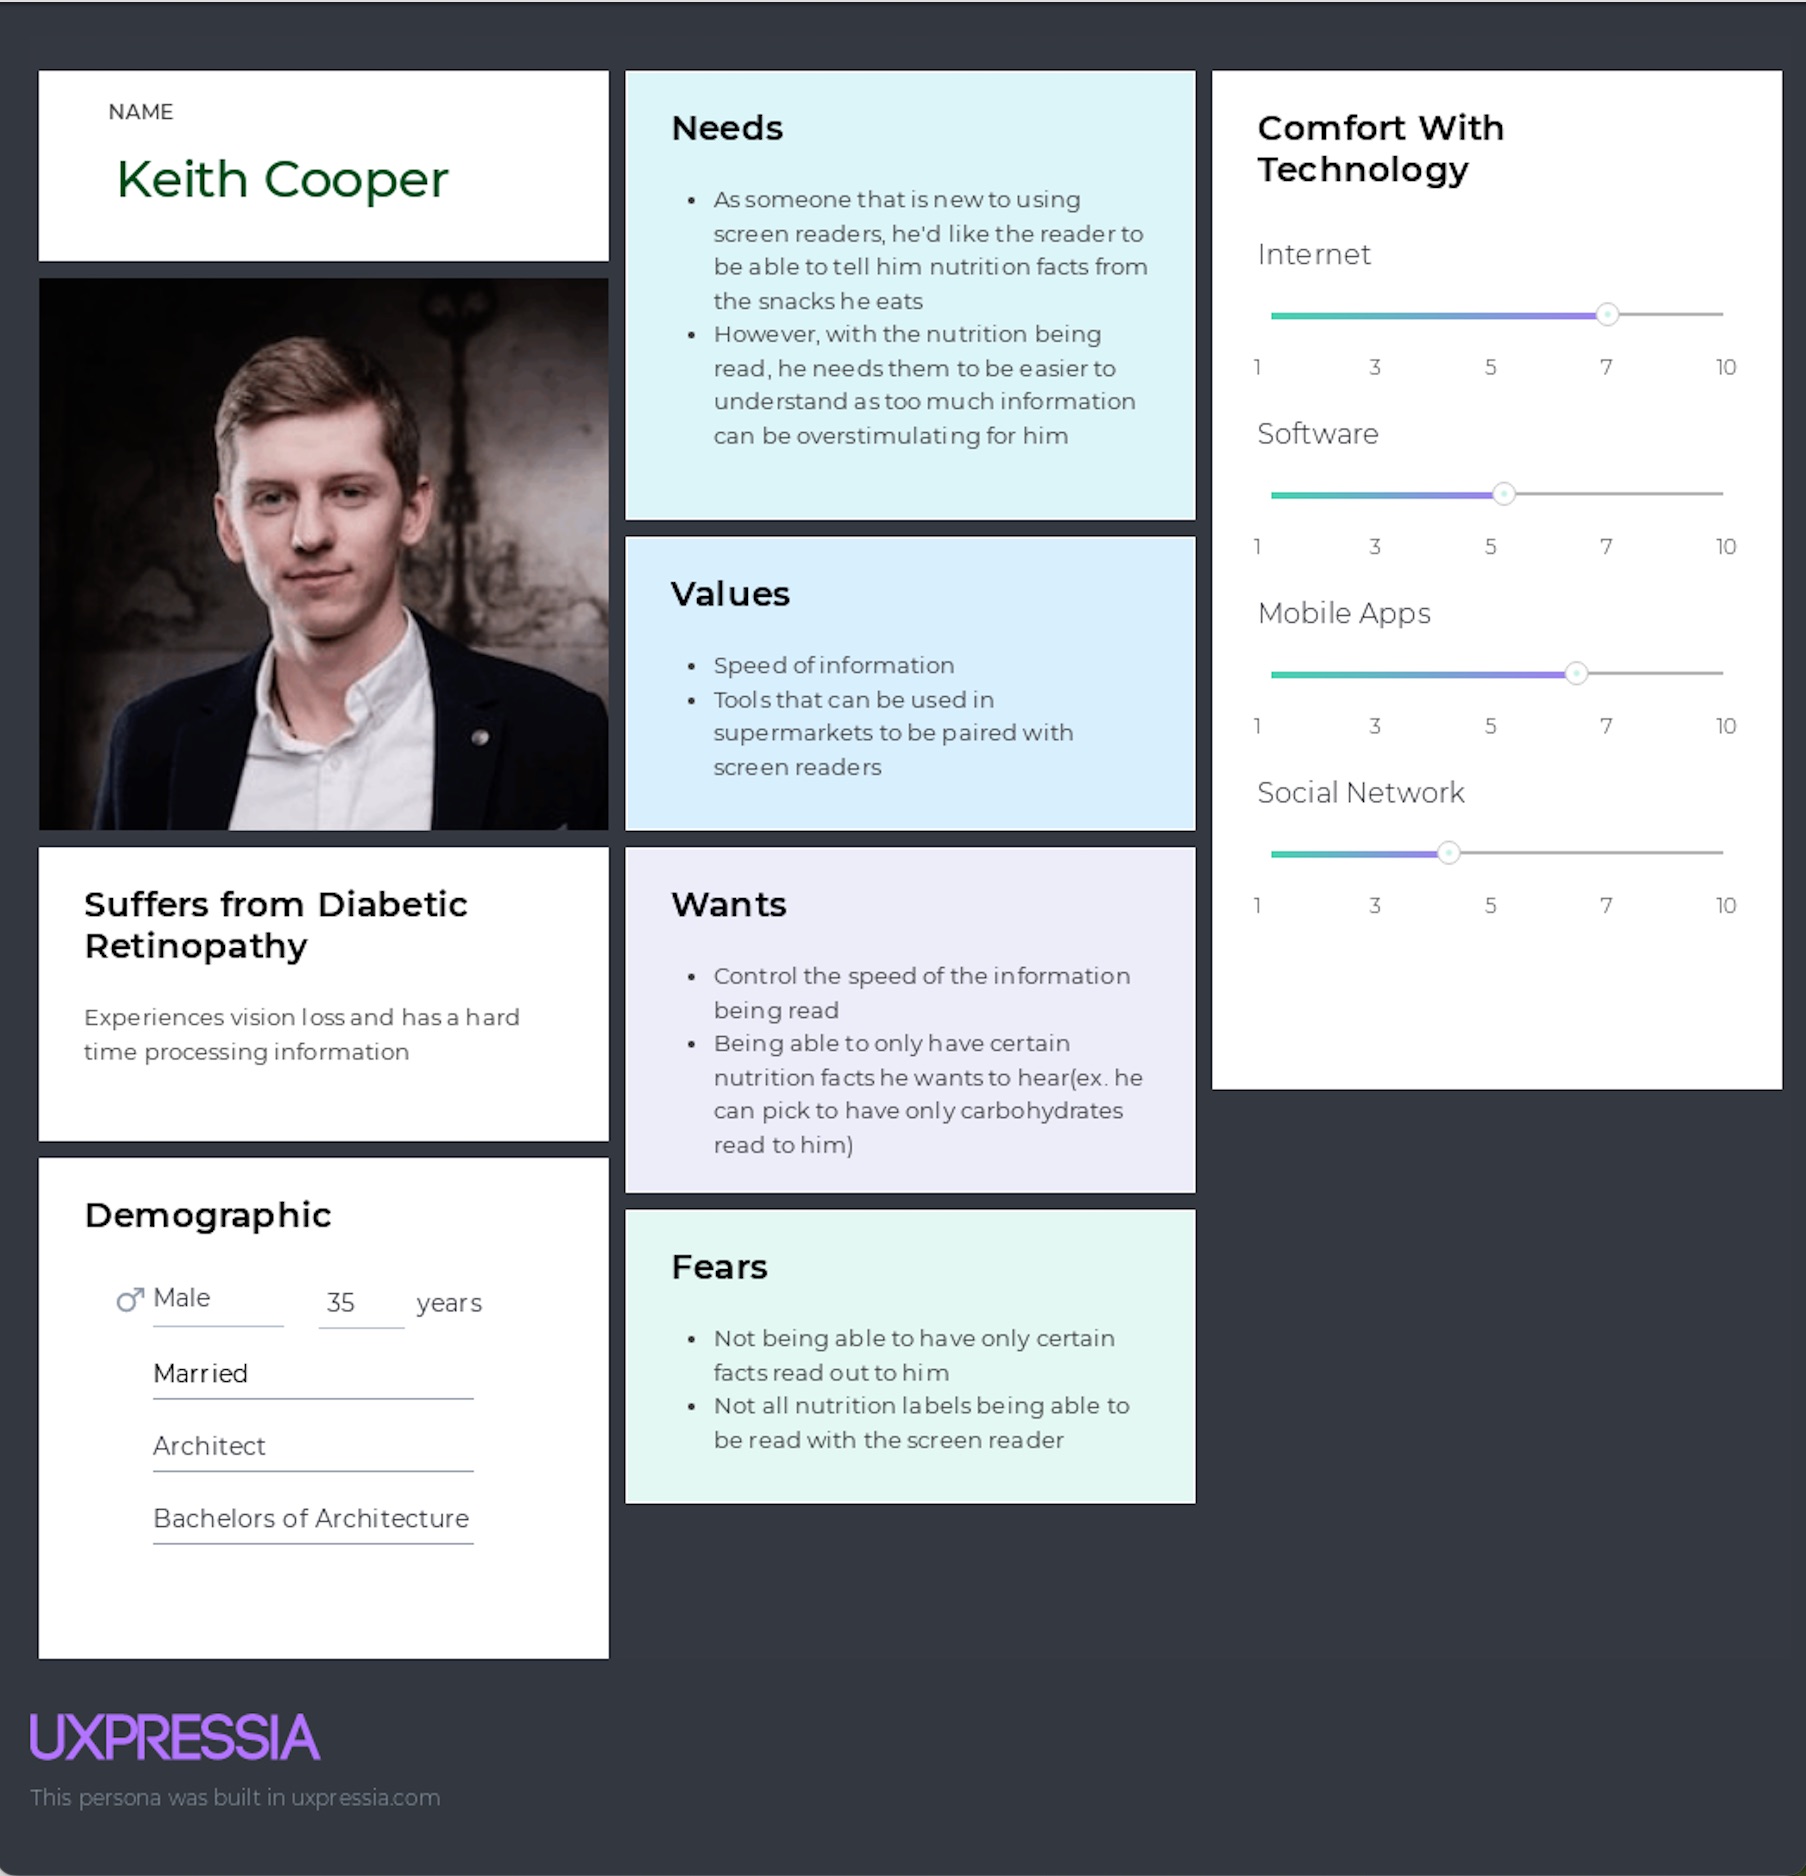 NAME
Keith Cooper
Suffers from Diabetic
Retinopathy
Experiences vision loss and has a hard
time processing information
Demographic
Male 35 years
Married
Architect
Bachelors of Architecture
Needs
• As someone that is new to using
screen readers, he'd like the reader to
be able to tell him nutrition facts from
the snacks he eats
• However, with the nutrition being
read, he needs them to be easier to
understand as too much information
can be overstimulating for him
Values
• Speed of information
• Tools that can be used in
supermarkets to be paired with
screen readers
Wants
• Control the speed of the information
being read
• Being able to only have certain
nutrition facts he wants to hear(ex. he
can pick to have only carbohydrates
read to him)
Fears
• Not being able to have only certain
facts read out to him
• Not all nutrition labels being able to
be read with the screen reader
Comfort With
Technology
Internet
1 3 5 7 10
Software
1 3 5 7 10
Mobile Apps
1 3 5 7 10
Social Network
1 3 5 7 10
UXPRESSIA
This persona was built in uxpressia.com